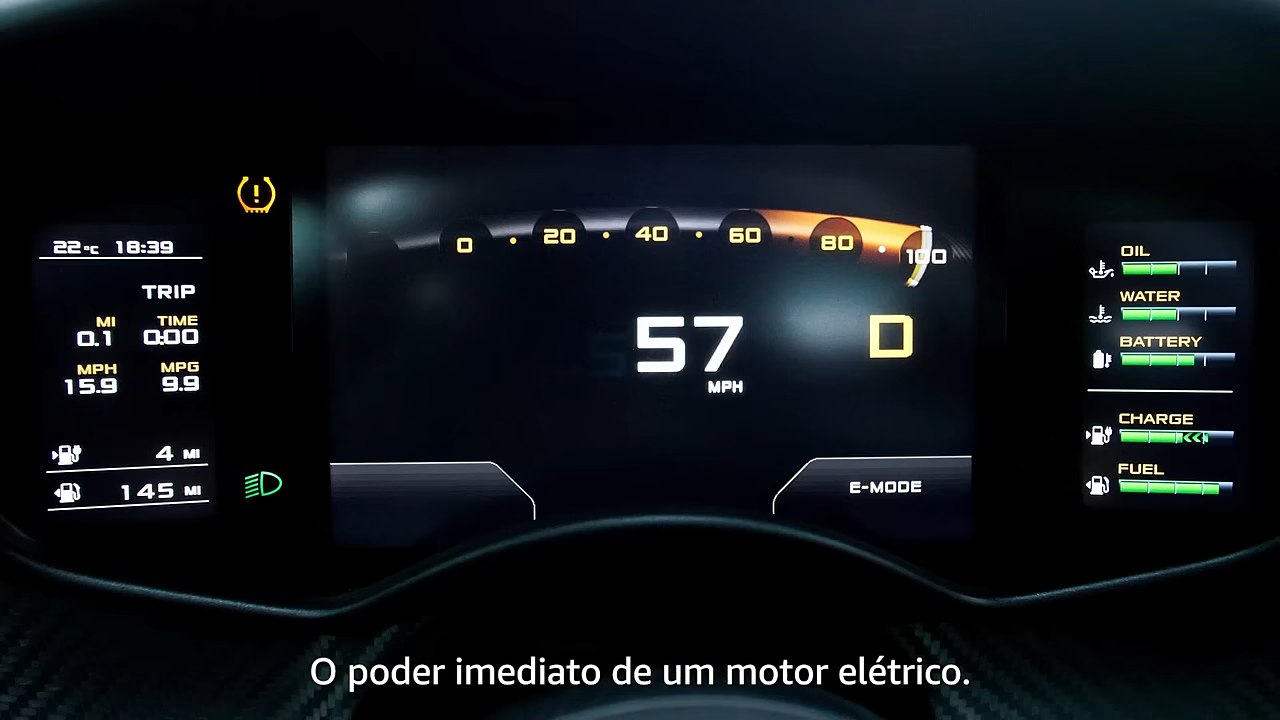 22°C 18:39
TRIP
MI TIME
0.1 0:00
MPH MPG
15.9 9.9
4 MI
145 MI
0 20 40 60 80 100
57
MPH
D
E-MODE
OIL
WATER
BATTERY
CHARGE
FUEL
O poder imediato de um motor elétrico.